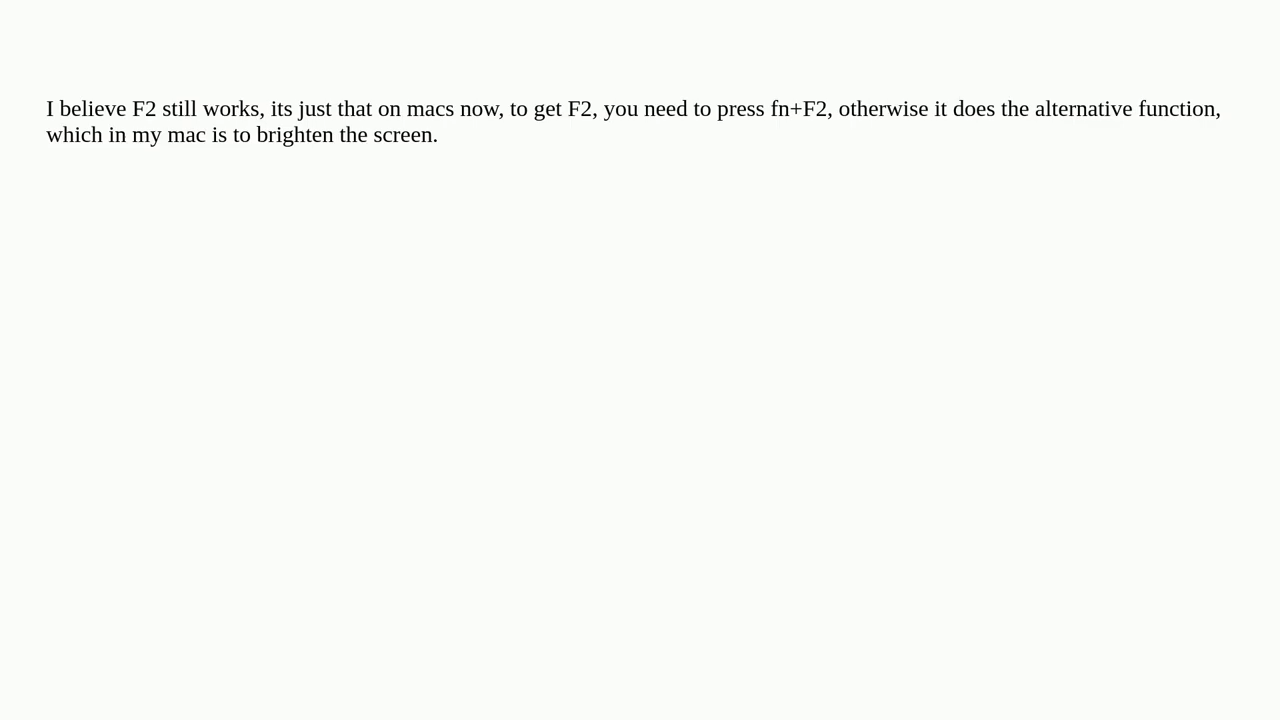 I believe F2 still works, its just that on macs now, to get F2, you need to press fn+F2, otherwise it does the alternative function,
which in my mac is to brighten the screen.